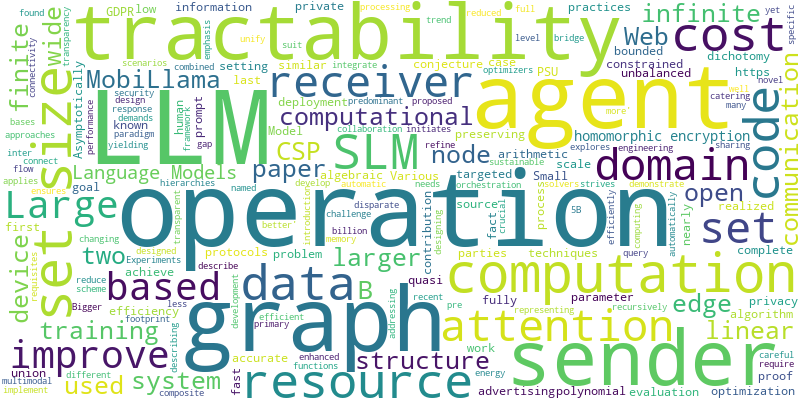 GDPR low information private practices found yet
transparency
emphasis trend reduced processing full specific
connectivity scenarios combined level bridge
wide
finite
tractability
infinite
Web
cost
setting unify suit integrate conjecture case constrained dichotomy
bounded
MobiLlama
receiver
agent
last similar optimizers PSU https unbalanced
security human prompt deployment predominant proposed
design response demands known
Asymptotically
size
LLM
computational
more
catering many well novel
performance
paradigm
framework
gap
preserving
homomorphic encryption
code
communication
yielding Model collaboration initiates
paper
CSP
SLM
node
arithmetic engineering sharing
bases approaches inter connect flow
Language Models
algebraic Various
refine targeted
scale
Small
explores sustainable
domain
applies goal hierarchies named
develop automatic needs orchestration resolvers strives demonstrate
ensures
Large
operation
disparate source
open
set
first changing
transparent
designed better
introduction
challenge billion
crucial
fact
contribution
designing
process
5B
realized
nearly
efficiently
automatically
computing
two
protocols
problem
parties techniques
complete
requisites
Experiments
achieve
describe
larger
quasi
memory
query
device
set
based
data
B
computation
privacy
reduce scheme
Bigger
less
efficiency
development
addressing
fully parameter recursively
edge
algorithm
training
graph
attention
linear
footprint
describing
efficient
primary
recent pre
representing
improve
accurate
structure
sender
careful
union
fast
enhanced
functions
work
require
proof
multimodal implement
used
system
different composite
resource
energy
advertising polynomial evaluation optimization